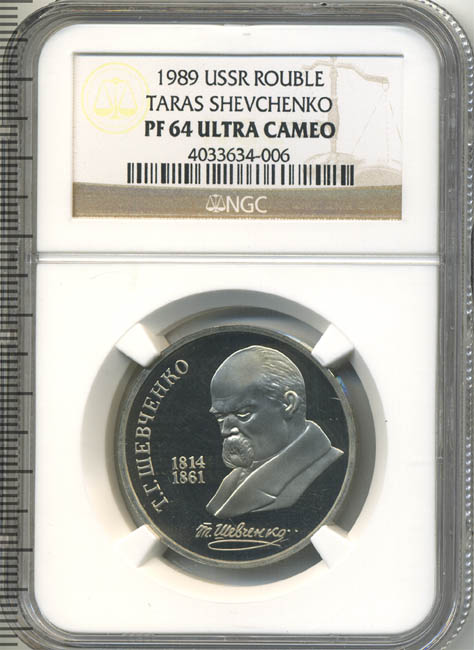 1989 USSR ROUBLE
TARAS SHEVCHENKO
PF 64 ULTRA CAMEO
4033634-006
NGC
Т.Г. ШЕВЧЕНКО
1814
1861
Т. Шевченко